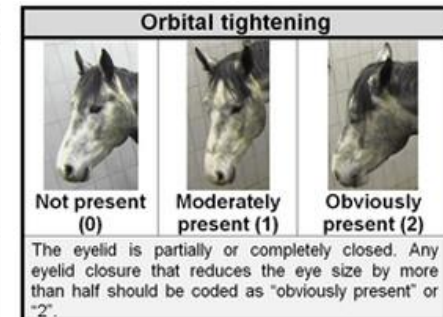 Orbital tightening
Not present
(0)
Moderately
present (1)
Obviously
present (2)
The eyelid is partially or completely closed. Any
eyelid closure that reduces the eye size by more
than half should be coded as "obviously present" or
"2".